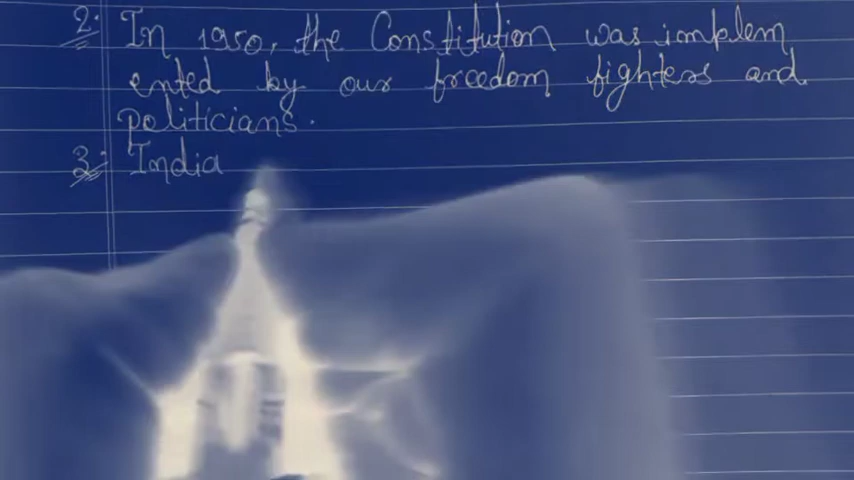 2. In 1950, the Constitution was implem
ented by our freedom fighters and
politicians.
3. India